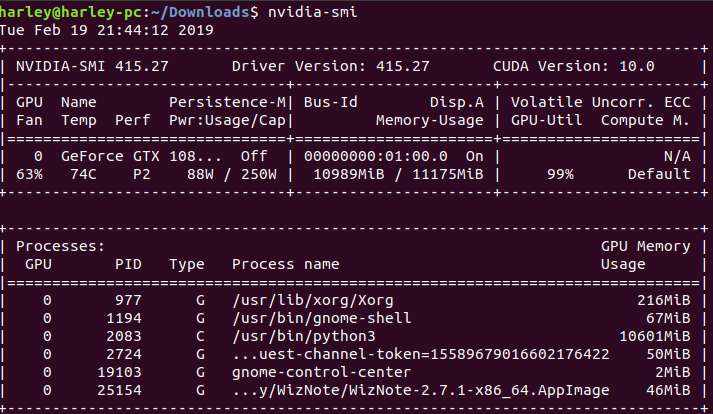 harley@harley-pc:~/Downloads$ nvidia-smi
Tue Feb 19 21:44:12 2019
+-----------------------------------------------------------------------------+
| NVIDIA-SMI 415.27       Driver Version: 415.27       CUDA Version: 10.0     |
|-------------------------------+----------------------+----------------------+
| GPU  Name        Persistence-M| Bus-Id        Disp.A | Volatile Uncorr. ECC |
| Fan  Temp  Perf  Pwr:Usage/Cap|         Memory-Usage | GPU-Util  Compute M. |
|===============================+======================+======================|
|   0  GeForce GTX 108...  Off  | 00000000:01:00.0  On |                  N/A |
| 63%   74C    P2    88W / 250W |  10989MiB / 11175MiB |     99%      Default |
+-------------------------------+----------------------+----------------------+

+-----------------------------------------------------------------------------+
| Processes:                                                       GPU Memory |
|  GPU       PID   Type   Process name                             Usage      |
|=============================================================================|
|    0       977      G   /usr/lib/xorg/Xorg                           216MiB |
|    0      1194      G   /usr/bin/gnome-shell                          67MiB |
|    0      2083      C   /usr/bin/python3                           10601MiB |
|    0      2724      G   ...uest-channel-token=15589679016602176422    50MiB |
|    0     19103      G   gnome-control-center                           2MiB |
|    0     25154      G   ...y/WizNote/WizNote-2.7.1-x86_64.AppImage    46MiB |
+-----------------------------------------------------------------------------+